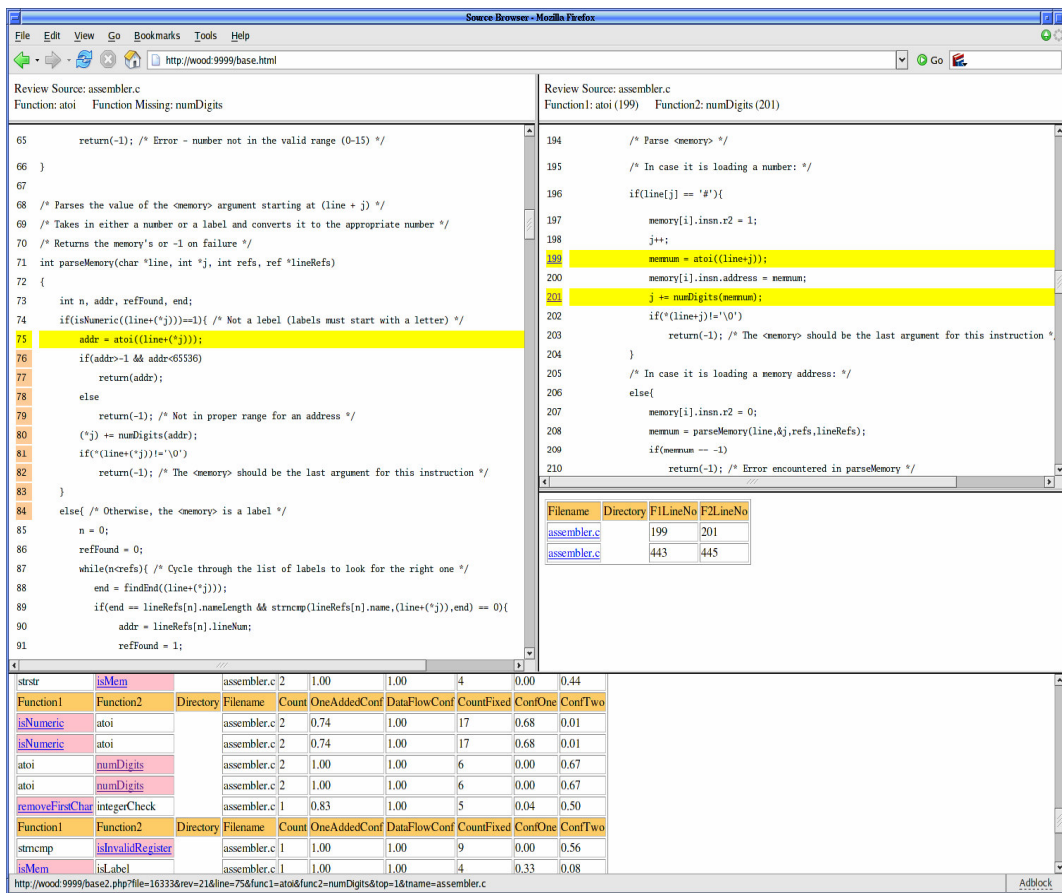 Source Browser - Mozilla Firefox
File Edit View Go Bookmarks Tools Help
http://wood:9999/base.html Go
Review Source: assembler.c
Function: atoi Function Missing: numDigits
65 return(-1); /* Error - number not in the valid range (0-15) */
66 }
67
68 /* Parses the value of the <memory> argument starting at (line + j) */
69 /* Takes in either a number or a label and converts it to the appropriate number */
70 /* Returns the memory's or -1 on failure */
71 int parseMemory(char *line, int *j, int refs, ref *lineRefs)
72 {
73 int n, addr, refFound, end;
74 if(isNumeric((line+(*j)))==1){ /* Not a lebel (labels must start with a letter) */
75 addr = atoi((line+(*j)));
76 if(addr>-1 && addr<65536)
77 return(addr);
78 else
79 return(-1); /* Not in proper range for an address */
80 (*j) += numDigits(addr);
81 if(*(line+(*j))!='\0')
82 return(-1); /* The <memory> should be the last argument for this instruction */
83 }
84 else{ /* Otherwise, the <memory> is a label */
85 n = 0;
86 refFound = 0;
87 while(n<refs){ /* Cycle through the list of labels to look for the right one */
88 end = findEnd((line+(*j)));
89 if(end == lineRefs[n].nameLength && strncmp(lineRefs[n].name,(line+(*j)),end) == 0){
90 addr = lineRefs[n].lineNum;
91 refFound = 1;
Review Source: assembler.c
Function1: atoi (199) Function2: numDigits (201)
194 /* Parse <memory> */
195 /* In case it is loading a number: */
196 if(line[j] == '#'){
197 memory[i].insn.r2 = 1;
198 j++;
199 memnum = atoi((line+j));
200 memory[i].insn.address = memnum;
201 j += numDigits(memnum);
202 if(*(line+j)!='\0')
203 return(-1); /* The <memory> should be the last argument for this instruction *
204 }
205 /* In case it is loading a memory address: */
206 else{
207 memory[i].insn.r2 = 0;
208 memnum = parseMemory(line,&j,refs,lineRefs);
209 if(memnum == -1)
210 return(-1); /* Error encountered in parseMemory */
Filename Directory F1LineNo F2LineNo
assembler.c 199 201
assembler.c 443 445
strstr isMem assembler.c 2 1.00 1.00 4 0.00 0.44
Function1 Function2 Directory Filename Count OneAddedConf DataFlowConf CountFixed ConfOne ConfTwo
isNumeric atoi assembler.c 2 0.74 1.00 17 0.68 0.01
isNumeric atoi assembler.c 2 0.74 1.00 17 0.68 0.01
atoi numDigits assembler.c 2 1.00 1.00 6 0.00 0.67
atoi numDigits assembler.c 2 1.00 1.00 6 0.00 0.67
removeFirstChar integerCheck assembler.c 1 0.83 1.00 5 0.04 0.50
Function1 Function2 Directory Filename Count OneAddedConf DataFlowConf CountFixed ConfOne ConfTwo
strncmp isInvalidRegister assembler.c 1 1.00 1.00 9 0.00 0.56
isMem isLabel assembler.c 1 1.00 1.00 4 0.33 0.08
http://wood:9999/base2.php?file=16333&rev=21&line=75&func1=atoi&func2=numDigits&top=1&tname=assembler.c Adblock